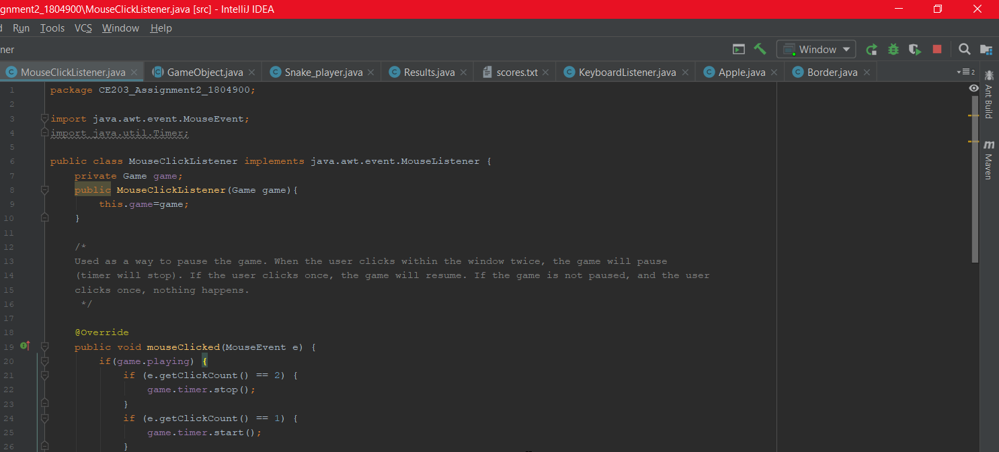 gnment2_1804900\MouseClickListener.java [src] - IntelliJ IDEA
Run Tools VCS Window Help
ner
Window
MouseClickListener.java GameObject.java Snake_player.java Results.java scores.txt KeyboardListener.java Apple.java Border.java 2
Ant Build
Maven
1 package CE203_Assignment2_1804900;
2
3 import java.awt.event.MouseEvent;
4 import java.util.Timer;
5
6 public class MouseClickListener implements java.awt.event.MouseListener {
7 private Game game;
8 public MouseClickListener(Game game){
9 this.game=game;
10 }
11
12 /*
13 Used as a way to pause the game. When the user clicks within the window twice, the game will pause
14 (timer will stop). If the user clicks once, the game will resume. If the game is not paused, and the user
15 clicks once, nothing happens.
16 */
17
18 @Override
19 public void mouseClicked(MouseEvent e) {
20 if(game.playing) {
21 if (e.getClickCount() == 2) {
22 game.timer.stop();
23 }
24 if (e.getClickCount() == 1) {
25 game.timer.start();
26 }